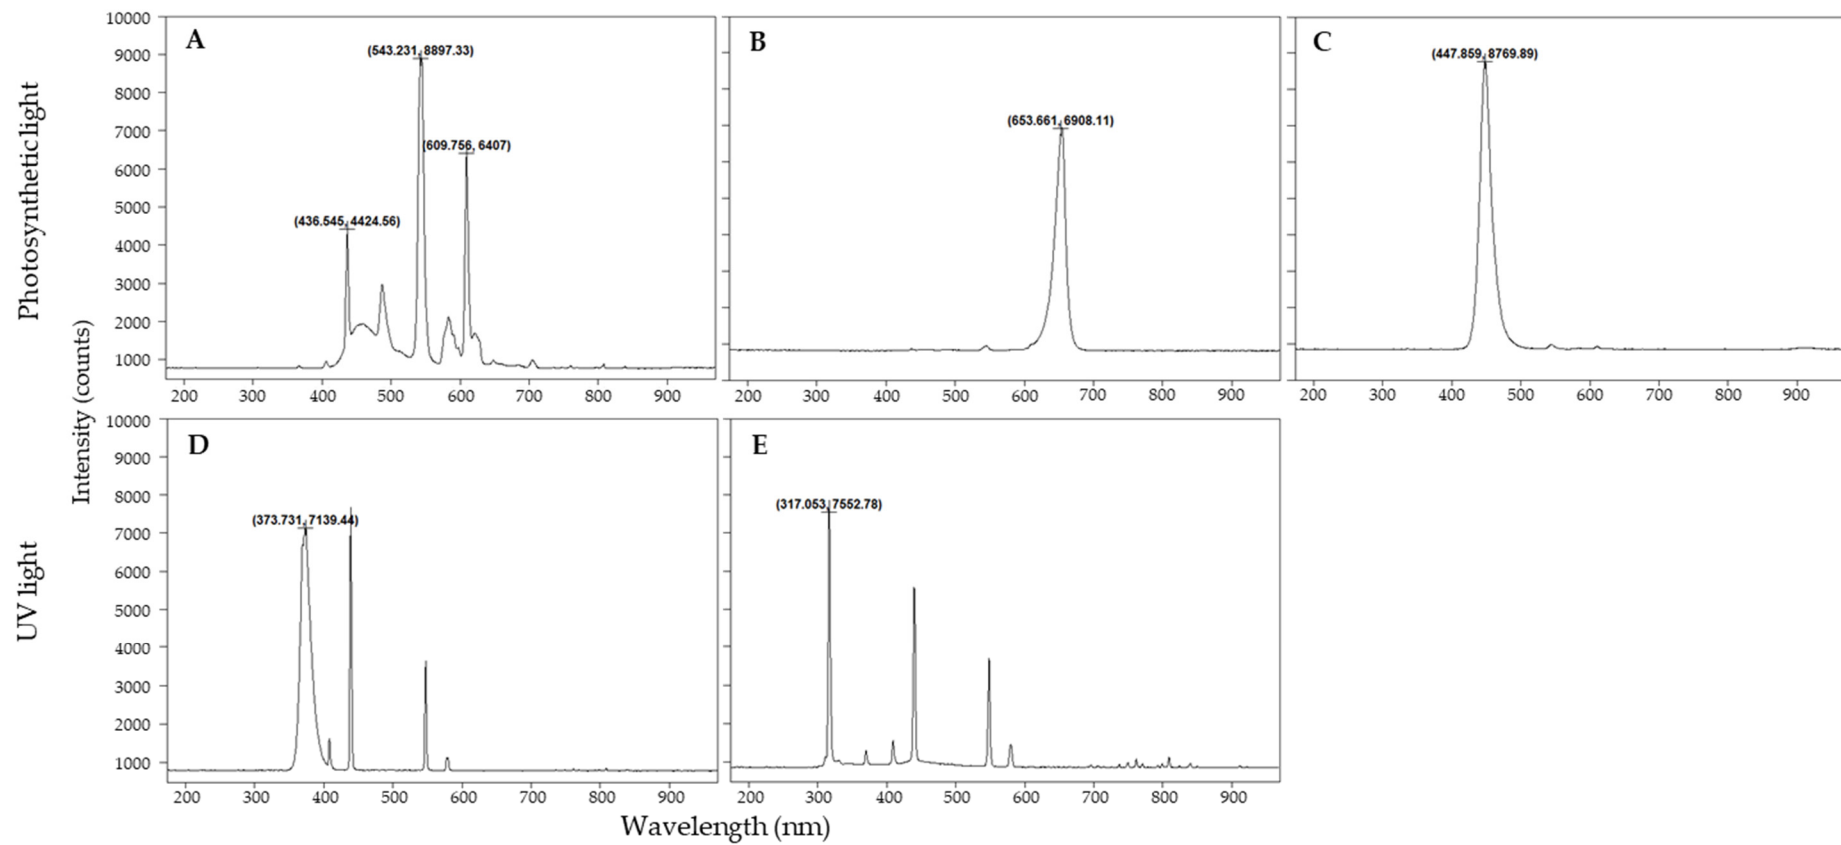 Photosynthetic light
UV light
Intensity (counts)
A
(543.231, 8897.33)
(609.756, 6407)
(436.545, 4424.56)
10000
9000
8000
7000
6000
5000
4000
3000
2000
1000
200 300 400 500 600 700 800 900
B
(653.661, 6908.11)
200 300 400 500 600 700 800 900
C
(447.859, 8769.89)
200 300 400 500 600 700 800 900
D
(373.731, 7139.44)
10000
9000
8000
7000
6000
5000
4000
3000
2000
1000
200 300 400 500 600 700 800 900
E
(317.053, 7552.78)
200 300 400 500 600 700 800 900
Wavelength (nm)